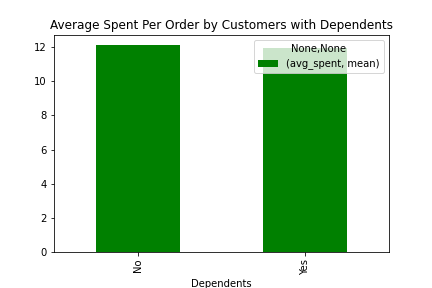 Average Spent Per Order by Customers with Dependents
12
10
8
6
4
2
0
None,None
(avg_spent, mean)
No
Yes
Dependents